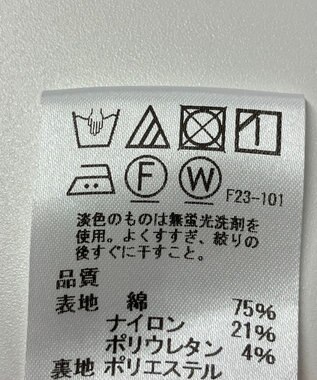 F W F23-101
淡色のものは無蛍光洗剤を
使用。よくすすぎ、絞りの
後すぐに干すこと。
品質
表地 綿 75%
ナイロン 21%
ポリウレタン 4%
裏地 ポリエステル